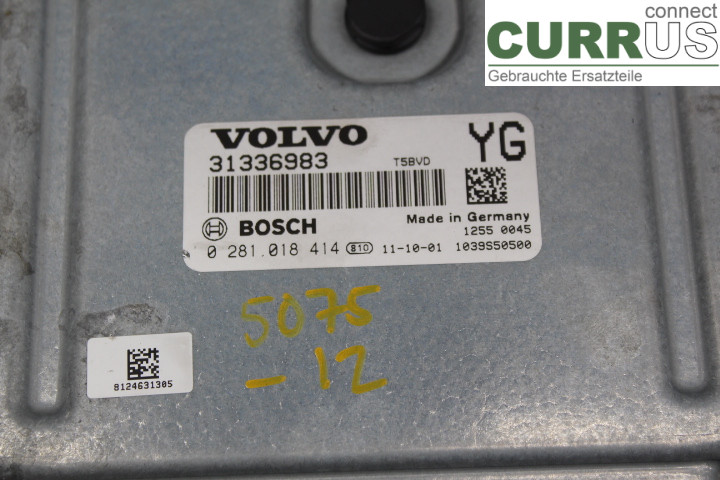 connect
CURRUS
Gebrauchte Ersatzteile
VOLVO
YG
31336983 T5BVD
BOSCH
Made in Germany
1255 0045
0 281.018 414 810 11-10-01 1039S50500
5075
-12
8124631305